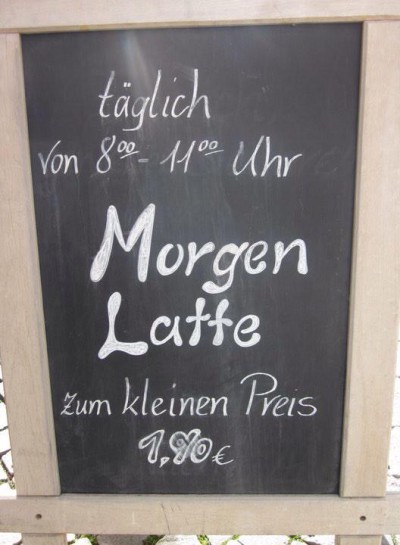 täglich
von 8⁰⁰ - 11⁰⁰ Uhr
Morgen
Latte
zum kleinen Preis
1,90 €